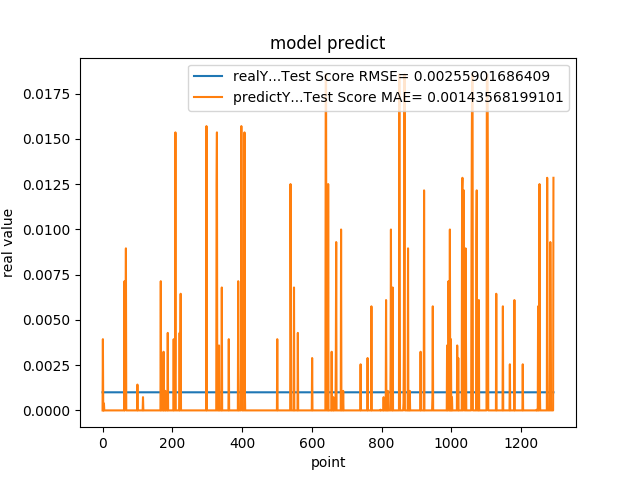 model predict
realY...Test Score RMSE= 0.00255901686409
predictY...Test Score MAE= 0.00143568199101
0.0175
0.0150
0.0125
0.0100
0.0075
0.0050
0.0025
0.0000
real value
0 200 400 600 800 1000 1200
point